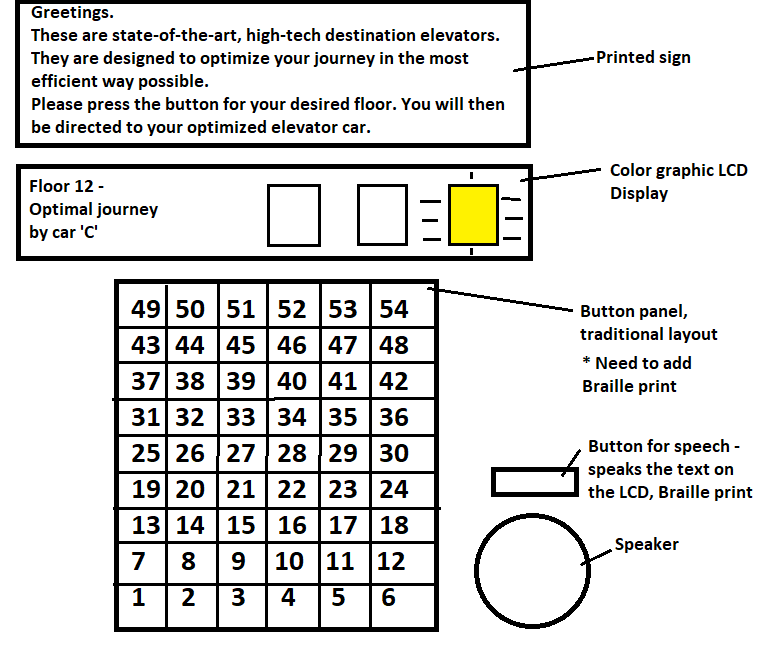 Greetings.
These are state-of-the-art, high-tech destination elevators.
They are designed to optimize your journey in the most
efficient way possible.
Please press the button for your desired floor. You will then
be directed to your optimized elevator car.
Printed sign
Floor 12 -
Optimal journey
by car 'C'
Color graphic LCD
Display
49 50 51 52 53 54
43 44 45 46 47 48
37 38 39 40 41 42
31 32 33 34 35 36
25 26 27 28 29 30
19 20 21 22 23 24
13 14 15 16 17 18
7 8 9 10 11 12
1 2 3 4 5 6
Button panel,
traditional layout
* Need to add
Braille print
Button for speech -
speaks the text on
the LCD, Braille print
Speaker